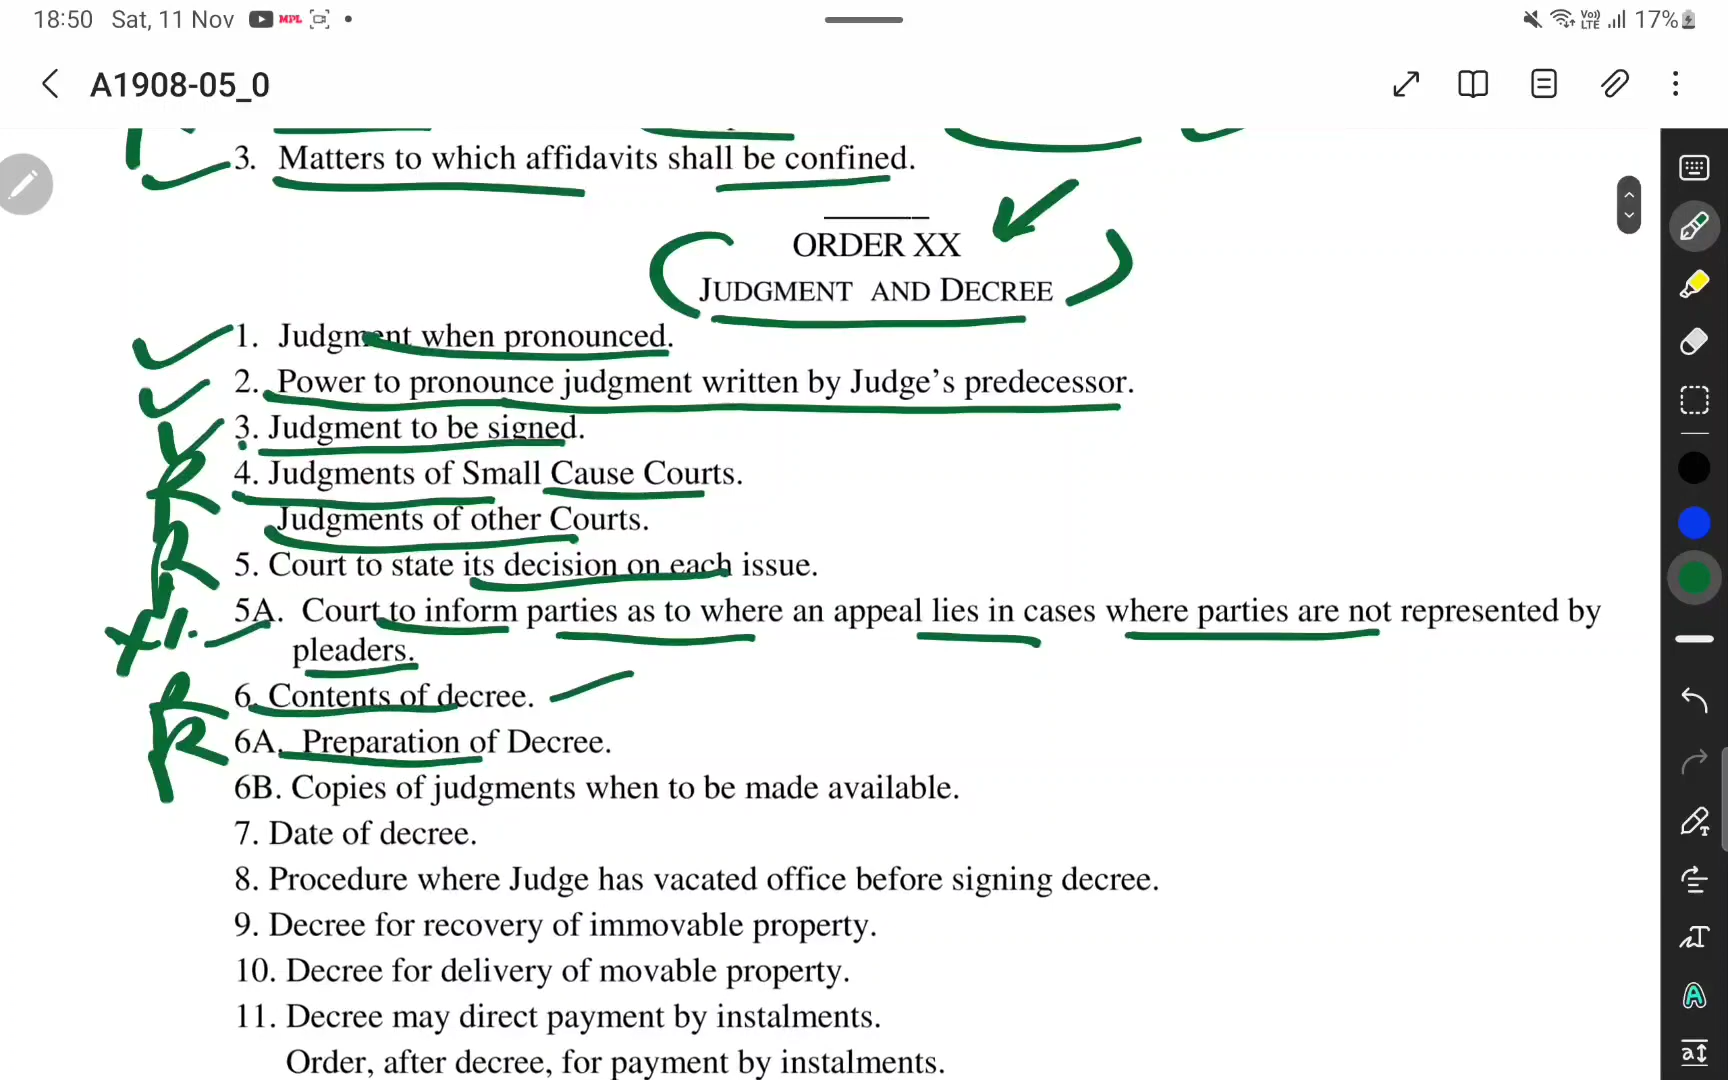 18:50 Sat, 11 Nov MPL Vo)) LTE 17%
A1908-05_0
3. Matters to which affidavits shall be confined.
ORDER XX
JUDGMENT AND DECREE
1. Judgment when pronounced.
2. Power to pronounce judgment written by Judge’s predecessor.
3. Judgment to be signed.
R 4. Judgments of Small Cause Courts.
Judgments of other Courts.
R 5. Court to state its decision on each issue.
5A. Court to inform parties as to where an appeal lies in cases where parties are not represented by
pleaders.
R 6. Contents of decree.
R 6A. Preparation of Decree.
6B. Copies of judgments when to be made available.
7. Date of decree.
8. Procedure where Judge has vacated office before signing decree.
9. Decree for recovery of immovable property.
10. Decree for delivery of movable property.
11. Decree may direct payment by instalments.
Order, after decree, for payment by instalments.